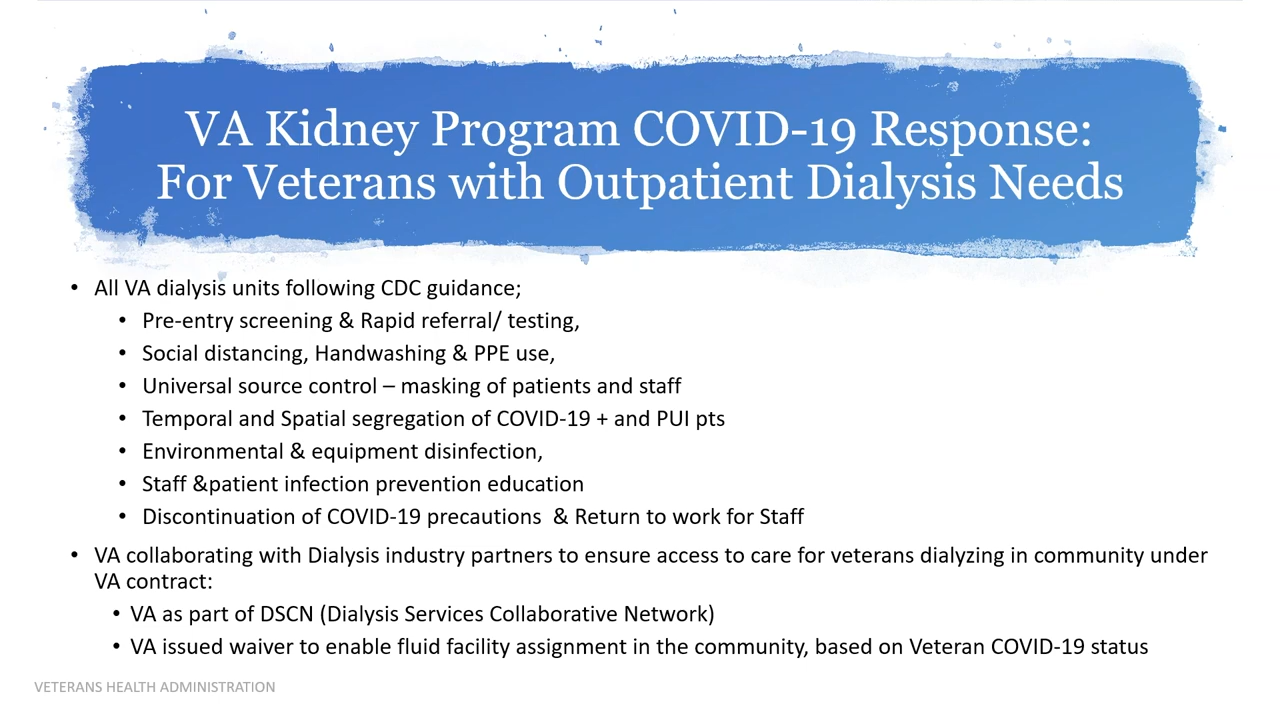 VA Kidney Program COVID-19 Response:
For Veterans with Outpatient Dialysis Needs
• All VA dialysis units following CDC guidance;
• Pre-entry screening & Rapid referral/ testing,
• Social distancing, Handwashing & PPE use,
• Universal source control – masking of patients and staff
• Temporal and Spatial segregation of COVID-19 + and PUI pts
• Environmental & equipment disinfection,
• Staff &patient infection prevention education
• Discontinuation of COVID-19 precautions  & Return to work for Staff
• VA collaborating with Dialysis industry partners to ensure access to care for veterans dialyzing in community under
VA contract:
• VA as part of DSCN (Dialysis Services Collaborative Network)
• VA issued waiver to enable fluid facility assignment in the community, based on Veteran COVID-19 status
VETERANS HEALTH ADMINISTRATION